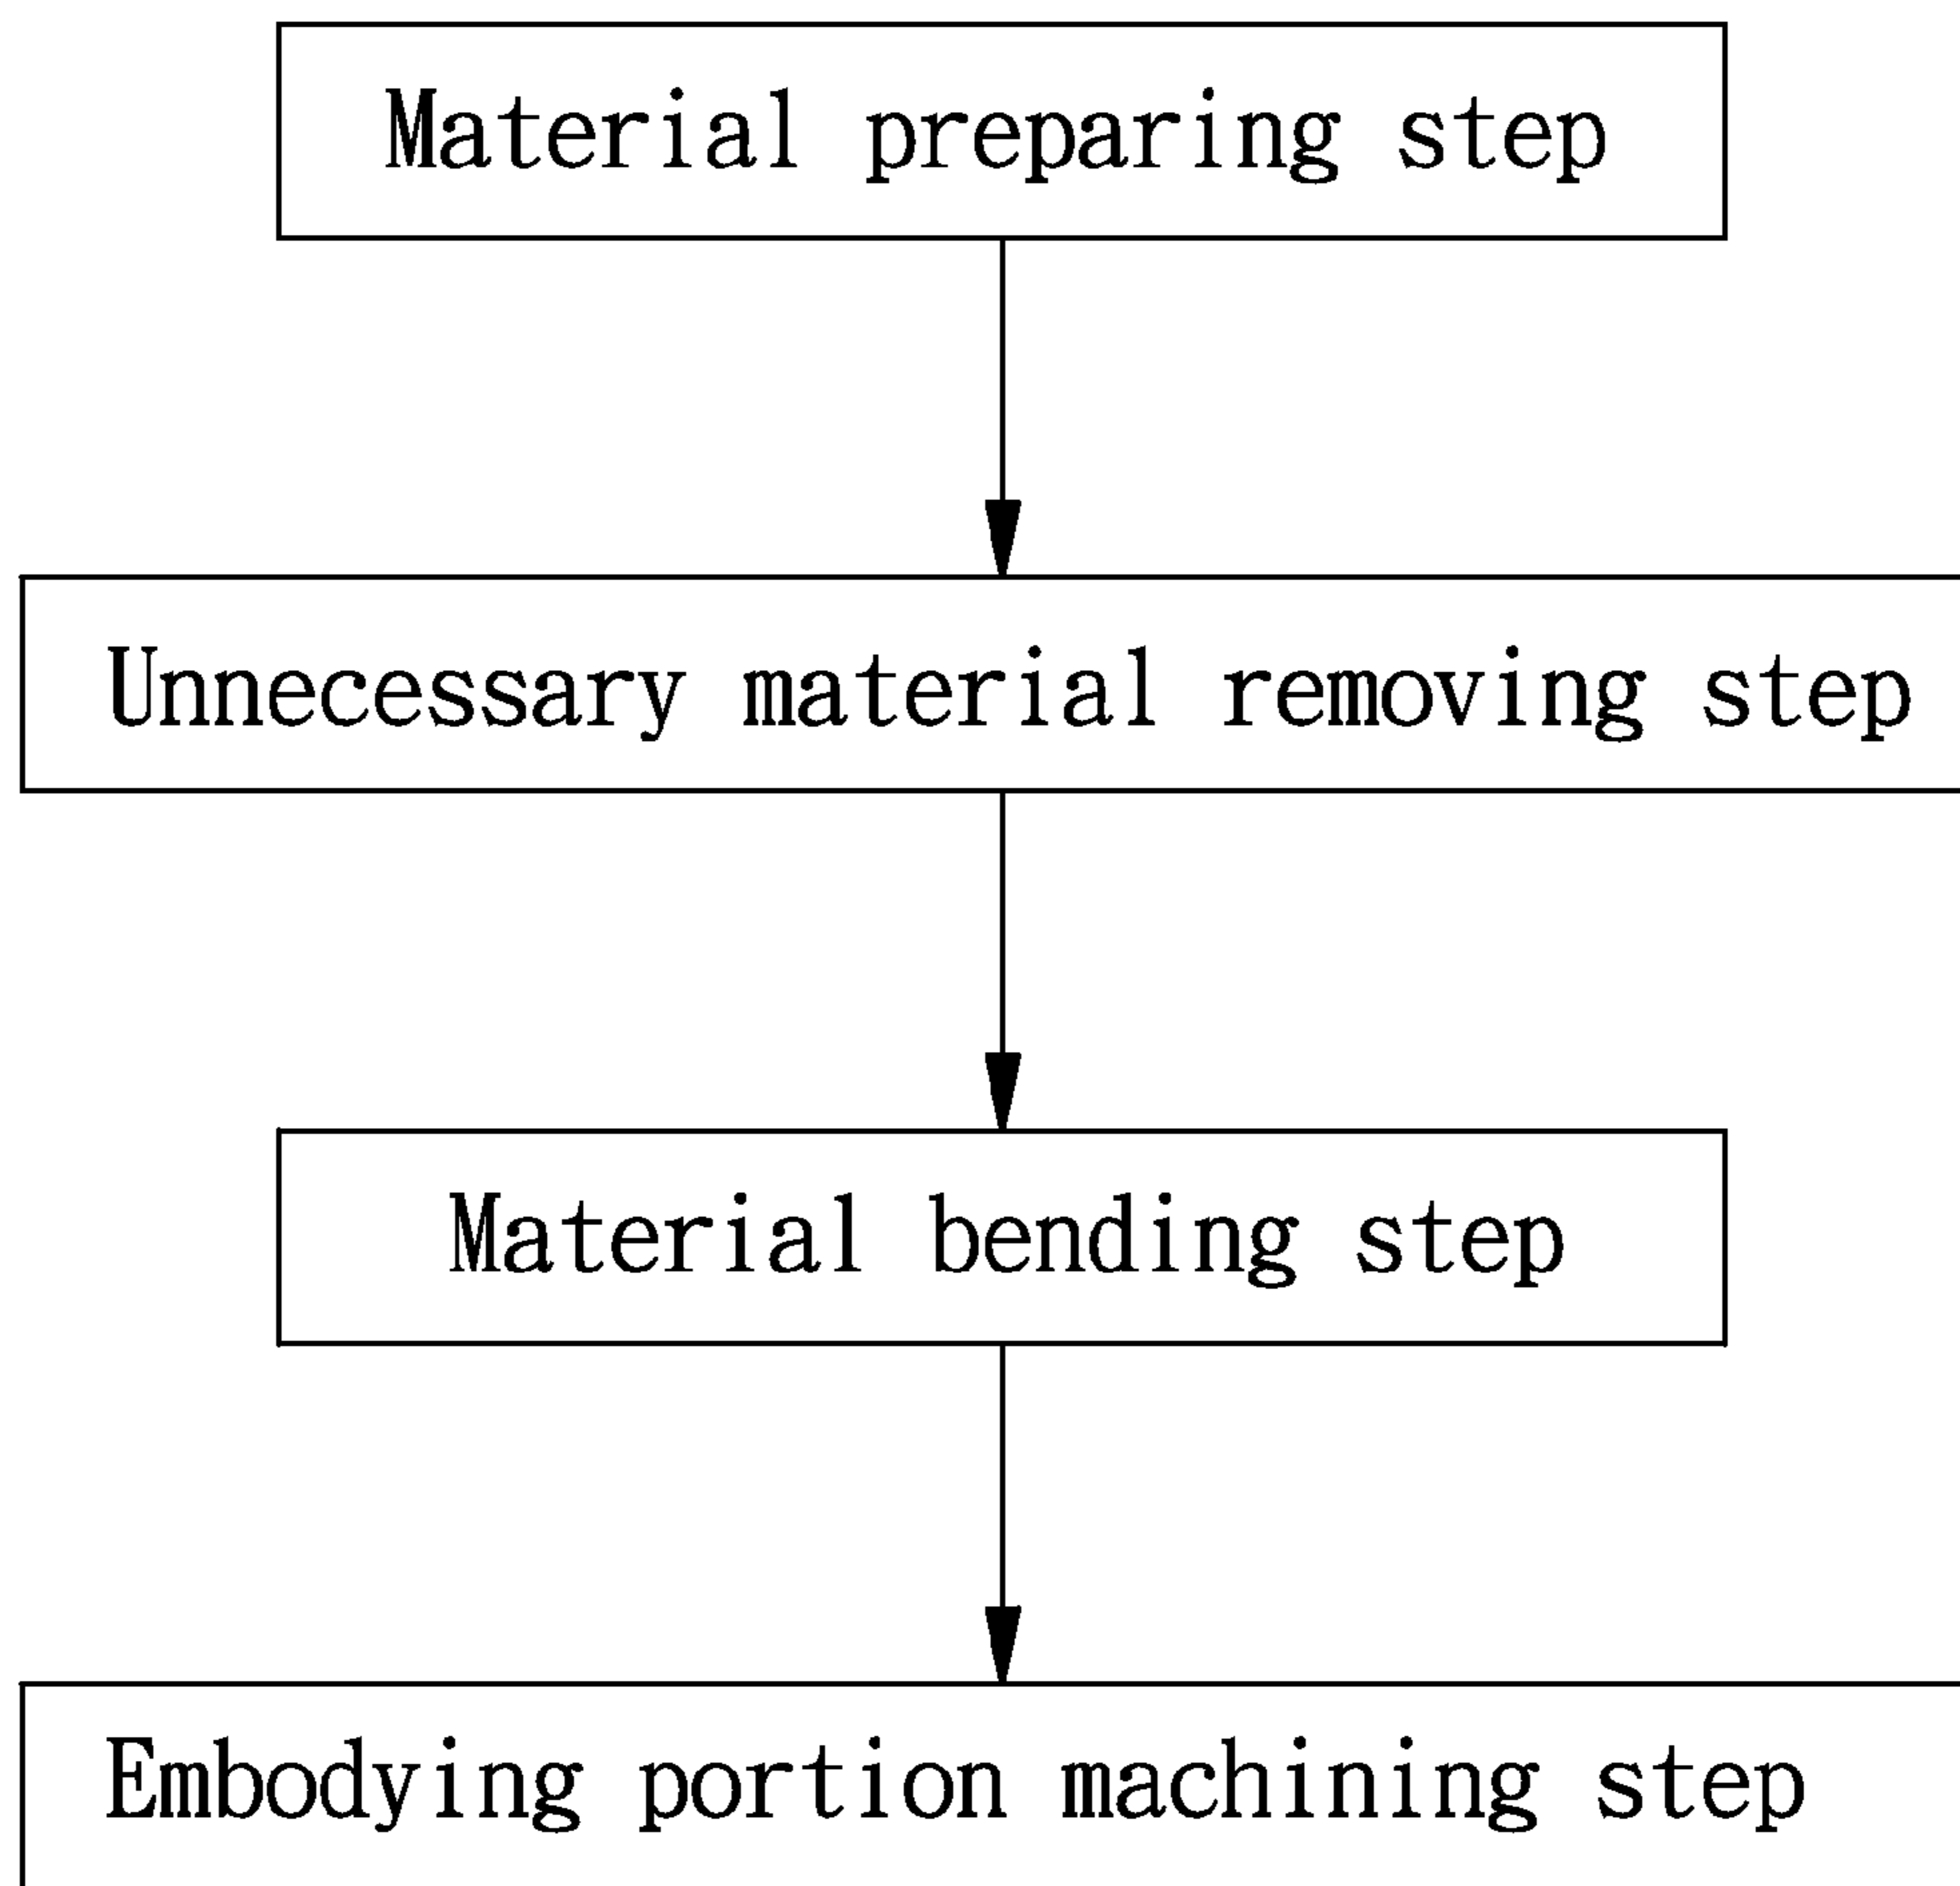 Material preparing step
Unnecessary material removing step
Material bending step
Embodying portion machining step